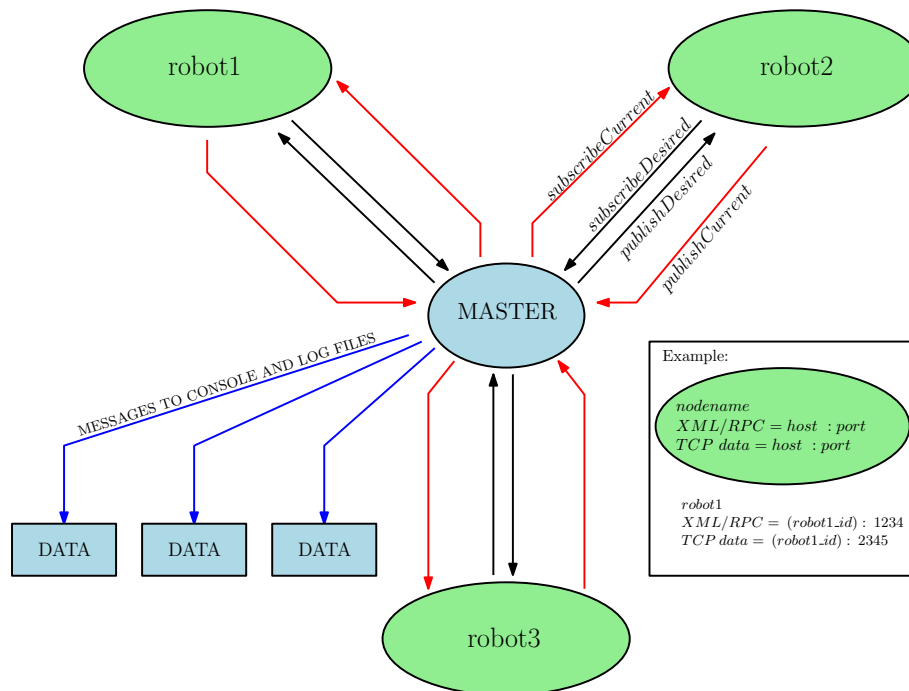 robot1
robot2
subscribeCurrent
subscribeDesired
publishDesired
publishCurrent
MASTER
MESSAGES TO CONSOLE AND LOG FILES
Example:
nodename
XML/RPC = host : port
TCP data = host : port
robot1
XML/RPC = (robot1_id) : 1234
TCP data = (robot1_id) : 2345
DATA
DATA
DATA
robot3